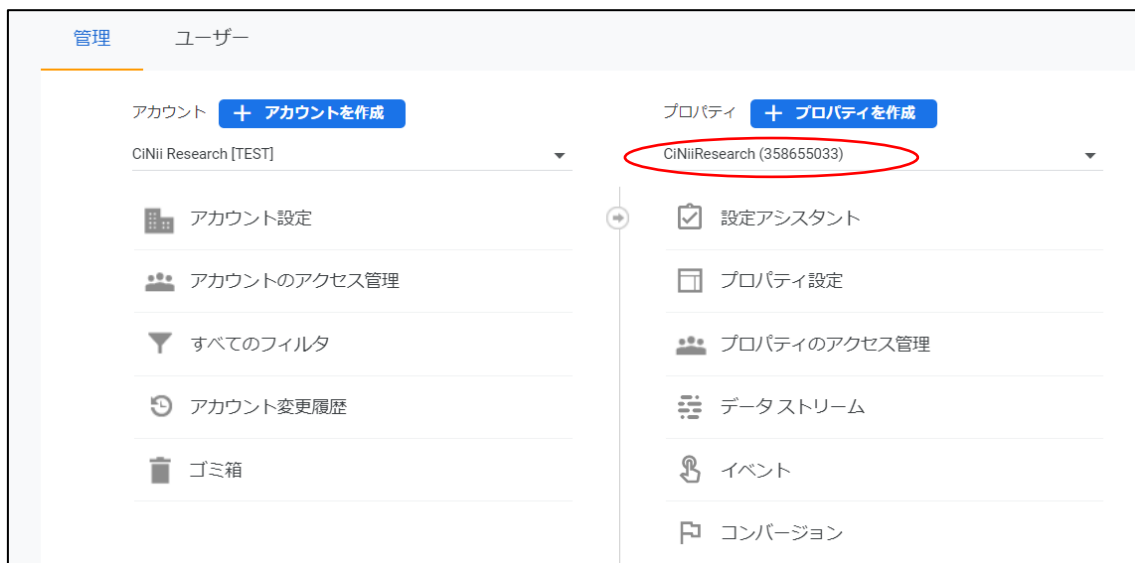 管理 ユーザー
アカウント + アカウントを作成
CiNii Research [TEST]
アカウント設定
アカウントのアクセス管理
すべてのフィルタ
アカウント変更履歴
ゴミ箱
プロパティ + プロパティを作成
CiNiiResearch (358655033)
設定アシスタント
プロパティ設定
プロパティのアクセス管理
データ ストリーム
イベント
コンバージョン